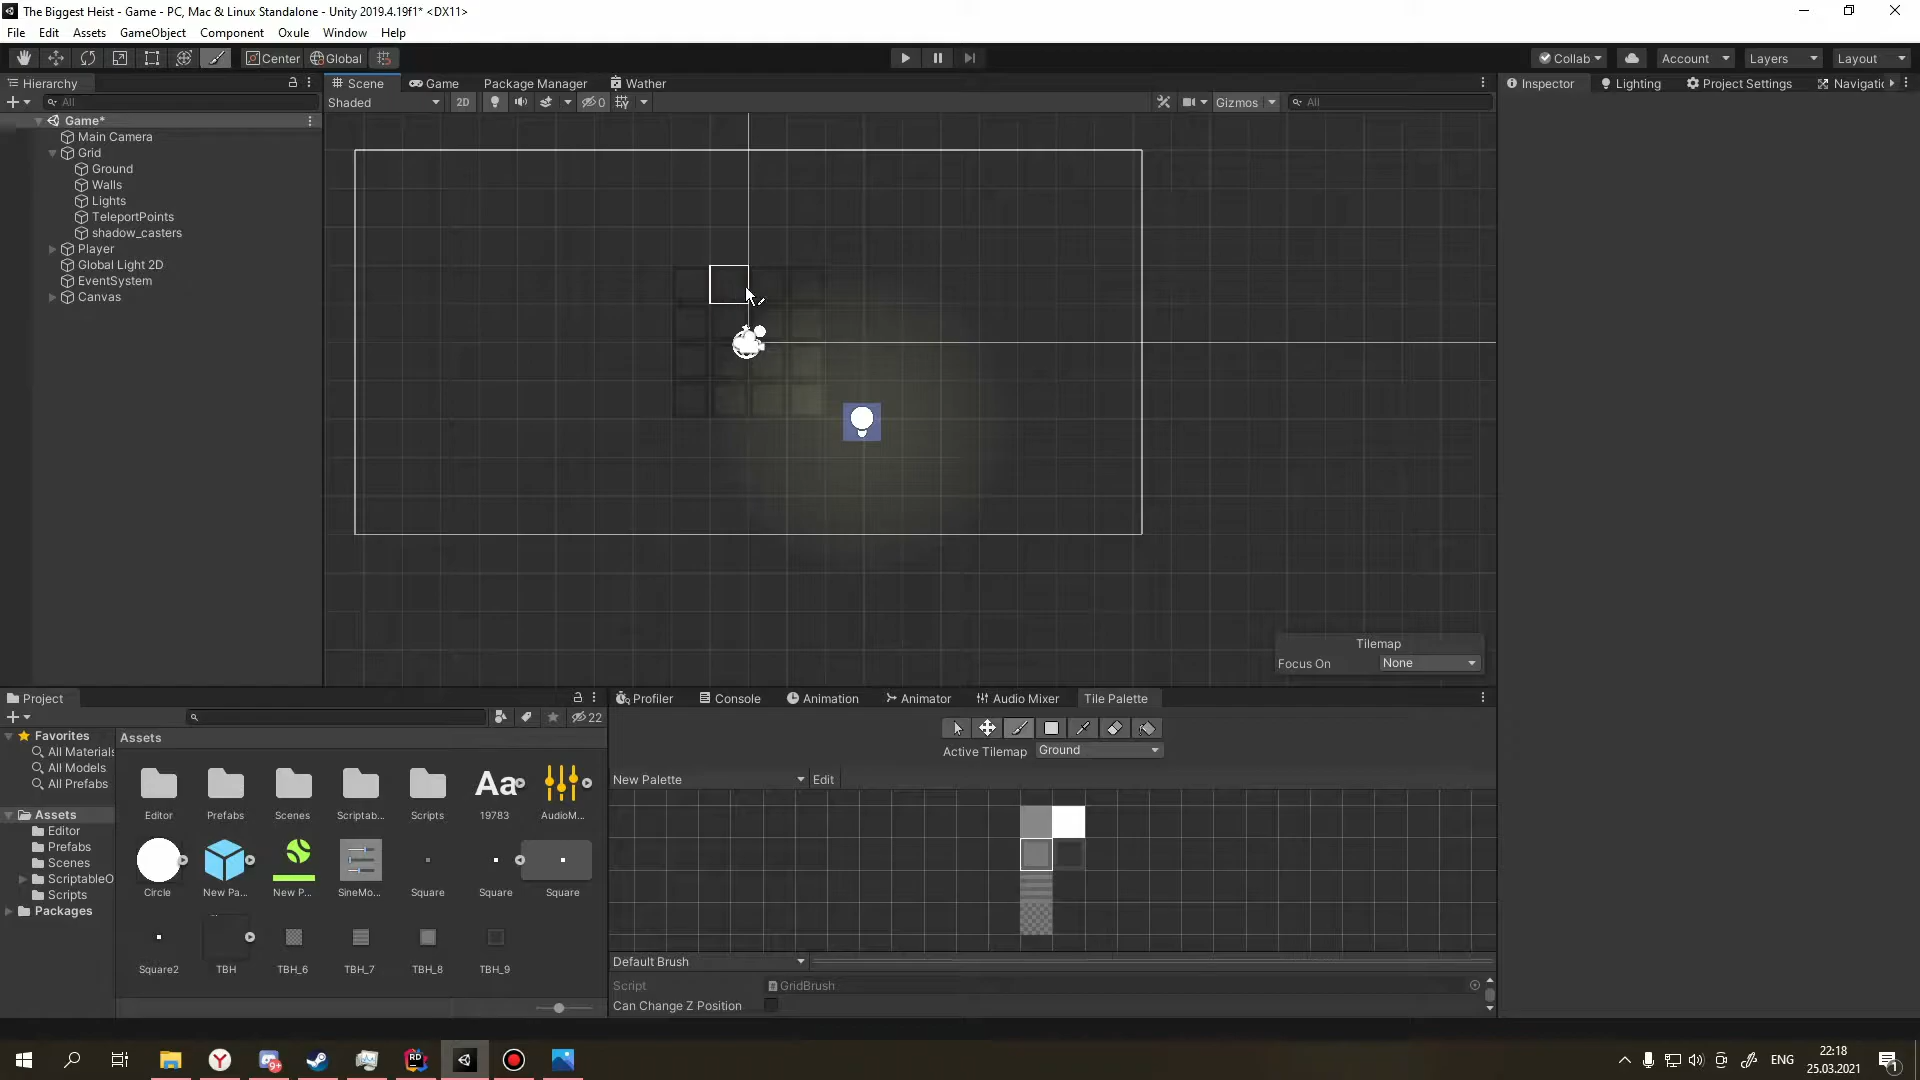 The Biggest Heist - Game - PC, Mac & Linux Standalone - Unity 2019.4.19f1* <DX11>
File Edit Assets GameObject Component Oxule Window Help
Center Global Collab Account Layers Layout
Hierarchy Scene Game Package Manager Wather Inspector Lighting Project Settings Navigatic
All Shaded 2D 0 Gizmos All
Game*
Main Camera
Grid
Ground
Walls
Lights
TeleportPoints
shadow_casters
Player
Global Light 2D
EventSystem
Canvas
Tilemap
Focus On None
Project Profiler Console Animation Animator Audio Mixer Tile Palette
22
Favorites
All Materials
All Models
All Prefabs
Assets
Editor
Prefabs
Scenes
ScriptableO
Scripts
Packages
Assets
Aa
Editor Prefabs Scenes Scriptab... Scripts 19783 AudioM...
Circle New Pa... New P... SineMo... Square Square Square
Square2 TBH TBH_6 TBH_7 TBH_8 TBH_9
Active Tilemap Ground
New Palette Edit
Default Brush
Script GridBrush
Can Change Z Position
9+ RD ENG 22:18
25.03.2021 1